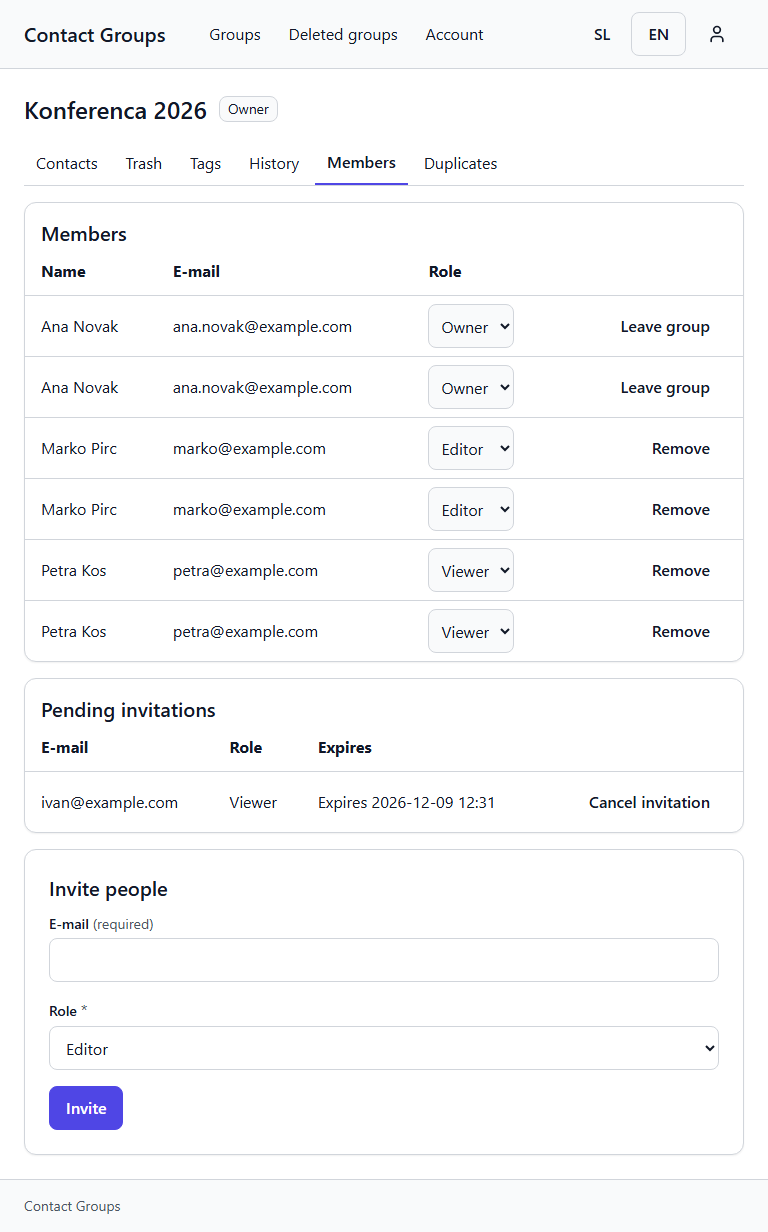 Contact Groups Groups Deleted groups Account SL EN
Konferenca 2026 Owner
Contacts Trash Tags History Members Duplicates
Members
Name E-mail Role
Ana Novak ana.novak@example.com Owner Leave group
Ana Novak ana.novak@example.com Owner Leave group
Marko Pirc marko@example.com Editor Remove
Marko Pirc marko@example.com Editor Remove
Petra Kos petra@example.com Viewer Remove
Petra Kos petra@example.com Viewer Remove
Pending invitations
E-mail Role Expires
ivan@example.com Viewer Expires 2026-12-09 12:31 Cancel invitation
Invite people
E-mail (required)
Role *
Editor
Invite
Contact Groups